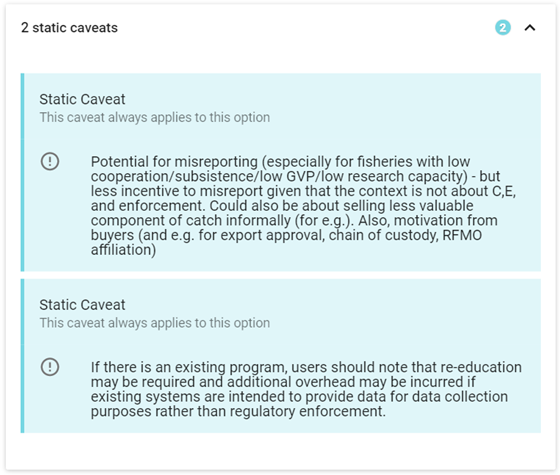 2 static caveats
2
Static Caveat
This caveat always applies to this option
Potential for misreporting (especially for fisheries with low
cooperation/subsistence/low GVP/low research capacity) - but
less incentive to misreport given that the context is not about C,E,
and enforcement. Could also be about selling less valuable
component of catch informally (for e.g.). Also, motivation from
buyers (and e.g. for export approval, chain of custody, RFMO
affiliation)
Static Caveat
This caveat always applies to this option
If there is an existing program, users should note that re-education
may be required and additional overhead may be incurred if
existing systems are intended to provide data for data collection
purposes rather than regulatory enforcement.